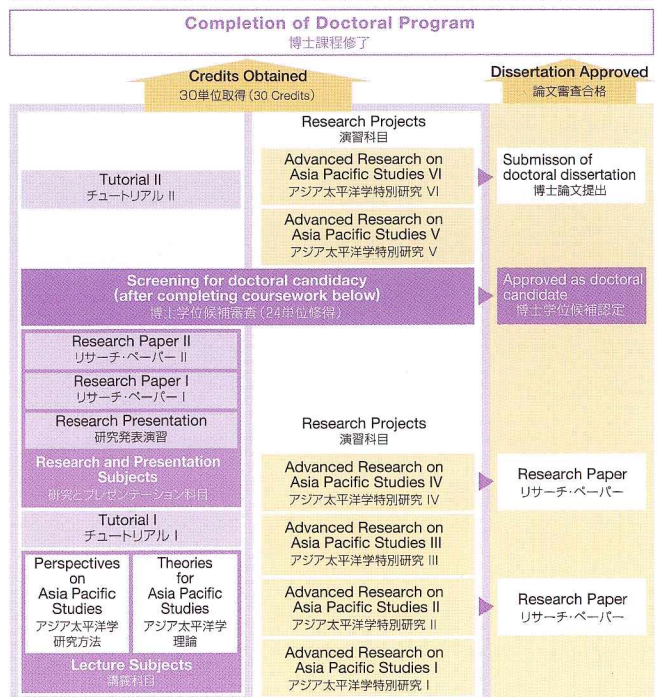 Completion of Doctoral Program
博士課程修了
Credits Obtained
30単位取得(30 Credits)
Dissertation Approved
論文審査合格
Research Projects
演習科目
Tutorial II
チュートリアル II
Advanced Research on
Asia Pacific Studies VI
アジア太平洋学特別研究 VI
Submisson of
doctoral dissertation
博士論文提出
Advanced Research on
Asia Pacific Studies V
アジア太平洋学特別研究 V
Screening for doctoral candidacy
(after completing coursework below)
博士学位候補審査(24単位修得)
Approved as doctoral
candidate
博士学位候補認定
Research Paper II
リサーチ・ペーパー II
Research Paper I
リサーチ・ペーパー I
Research Presentation
研究発表演習
Research and Presentation
Subjects
研究とプレゼンテーション科目
Tutorial I
チュートリアル I
Perspectives
on
Asia Pacific
Studies
アジア太平洋学
研究方法
Theories
for
Asia Pacific
Studies
アジア太平洋学
理論
Lecture Subjects
講義科目
Research Projects
演習科目
Advanced Research on
Asia Pacific Studies IV
アジア太平洋学特別研究 IV
Research Paper
リサーチ・ペーパー
Advanced Research on
Asia Pacific Studies III
アジア太平洋学特別研究 III
Advanced Research on
Asia Pacific Studies II
アジア太平洋学特別研究 II
Research Paper
リサーチ・ペーパー
Advanced Research on
Asia Pacific Studies I
アジア太平洋学特別研究 I